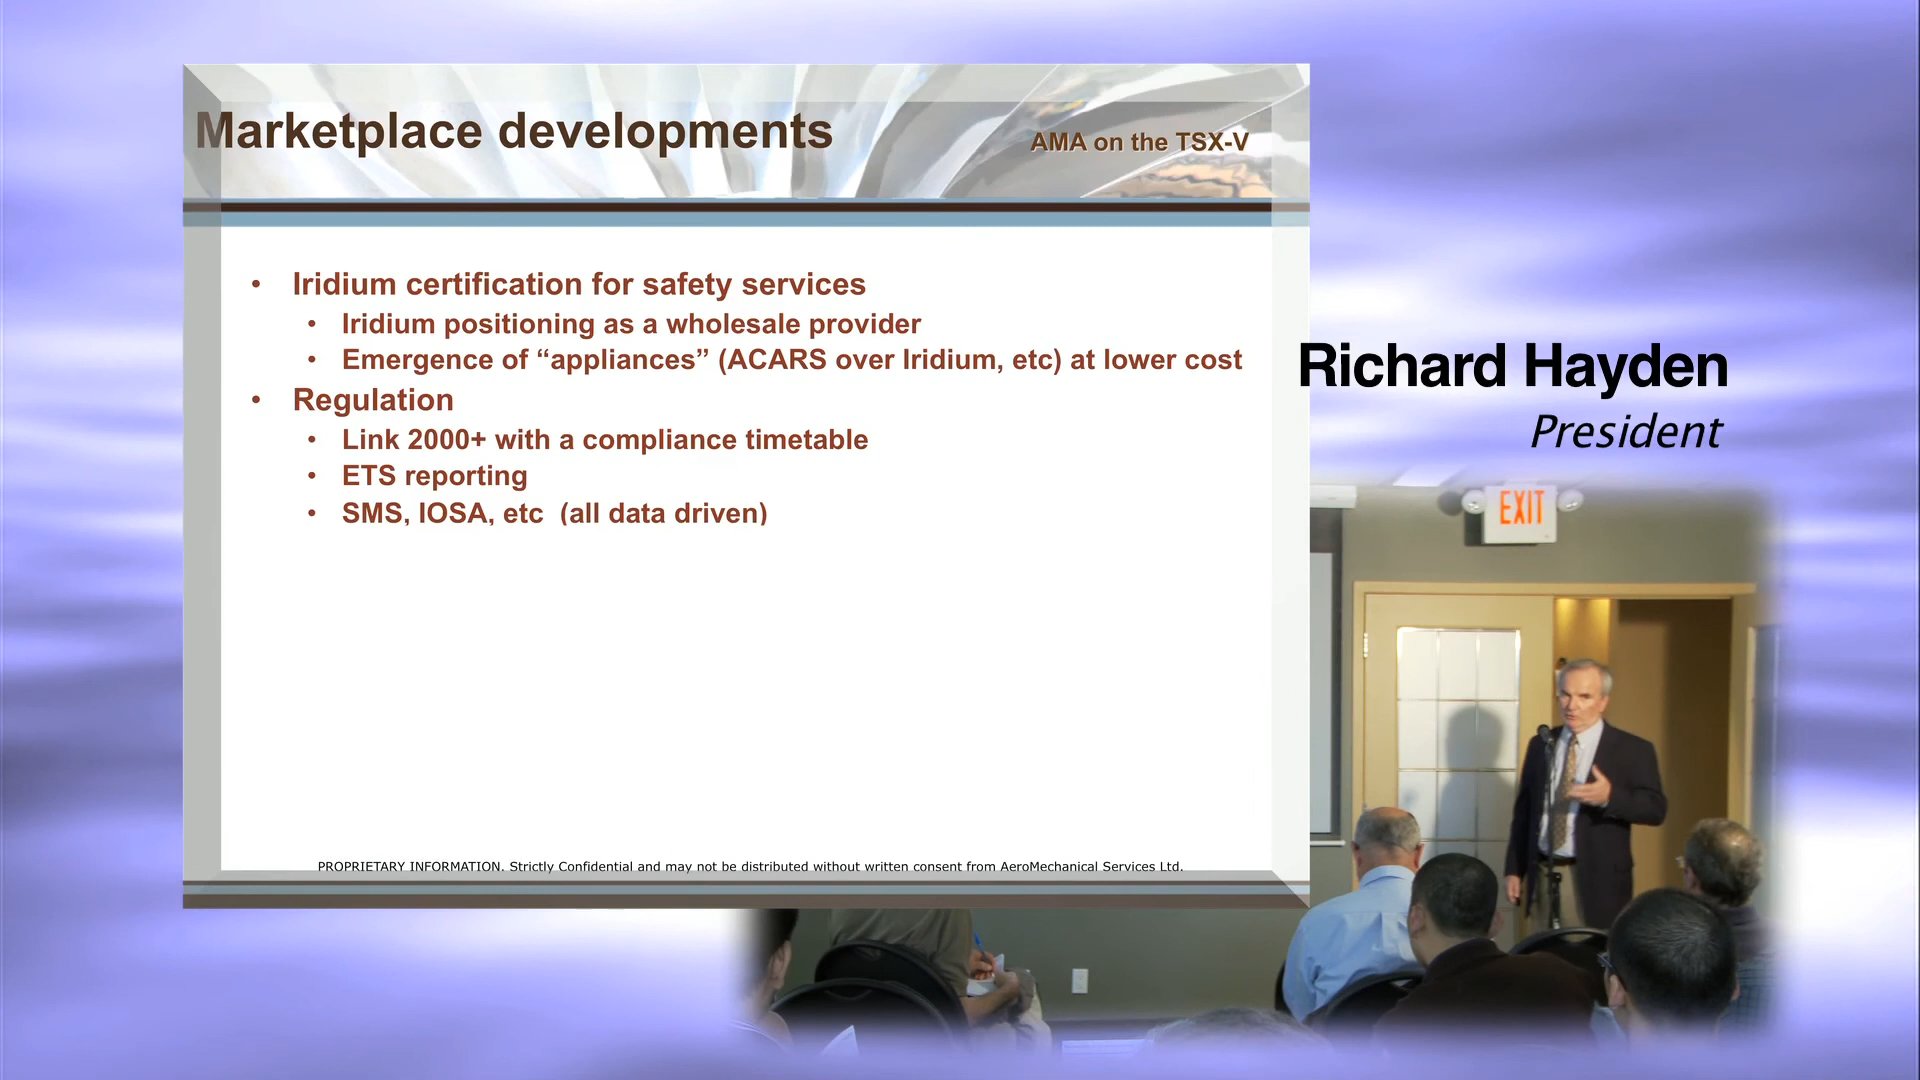 Marketplace developments
AMA on the TSX-V
• Iridium certification for safety services
• Iridium positioning as a wholesale provider
• Emergence of “appliances” (ACARS over Iridium, etc) at lower cost
• Regulation
• Link 2000+ with a compliance timetable
• ETS reporting
• SMS, IOSA, etc  (all data driven)
PROPRIETARY INFORMATION. Strictly Confidential and may not be distributed without written consent from AeroMechanical Services Ltd.
Richard Hayden
President
EXIT